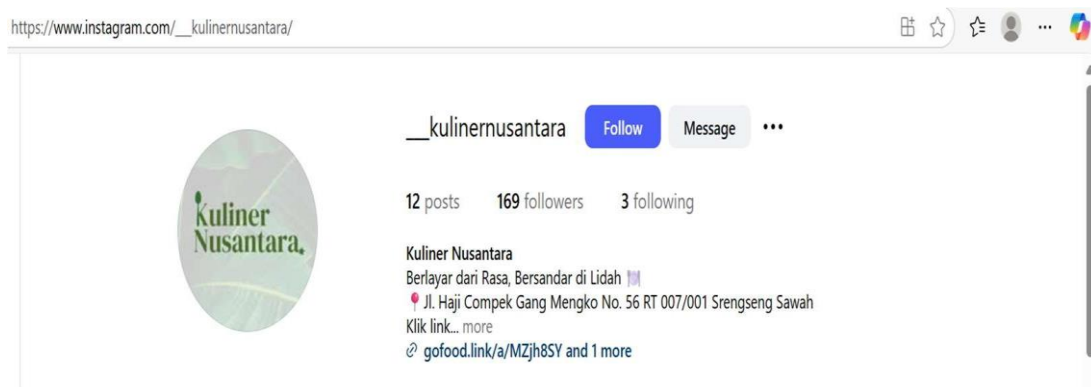 https://www.instagram.com/__kulinernusantara/
Kuliner
Nusantara
__kulinernusantara Follow Message
12 posts 169 followers 3 following
Kuliner Nusantara
Berlayar dari Rasa, Bersandar di Lidah 🍽️
📍 Jl. Haji Compek Gang Mengko No. 56 RT 007/001 Srengseng Sawah
Klik link... more
gofood.link/a/MZjh8SY and 1 more